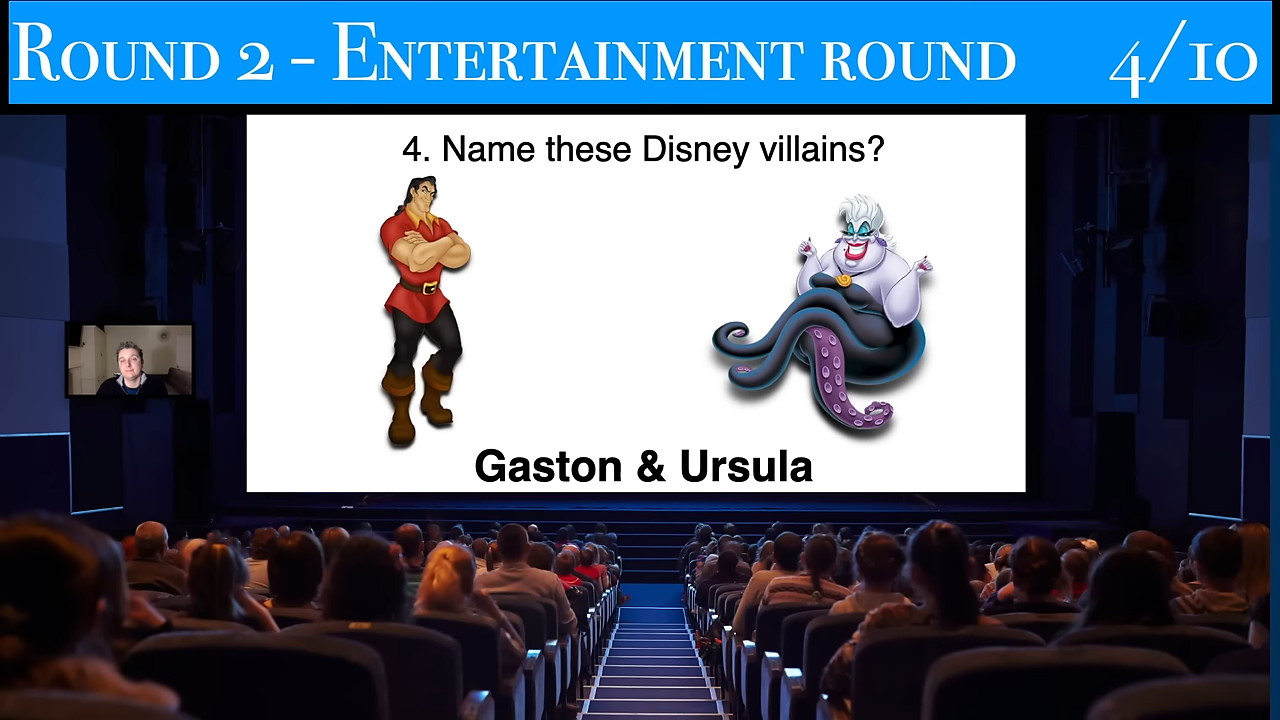 Round 2 - Entertainment round 4/10
4. Name these Disney villains?
Gaston & Ursula